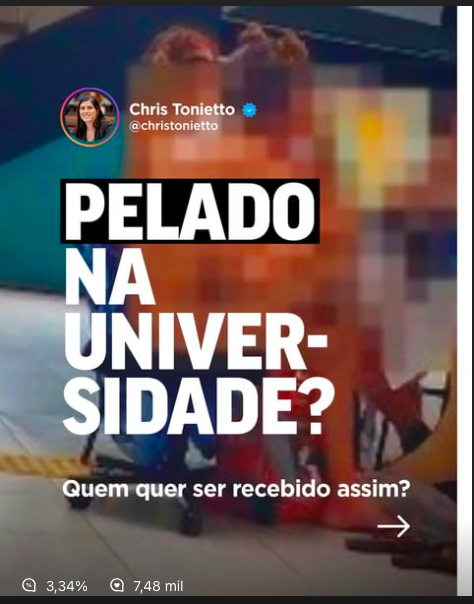 Chris Tonietto
@christonietto
PELADO
NA
UNIVER-
SIDADE?
Quem quer ser recebido assim?
3,34% 7,48 mil